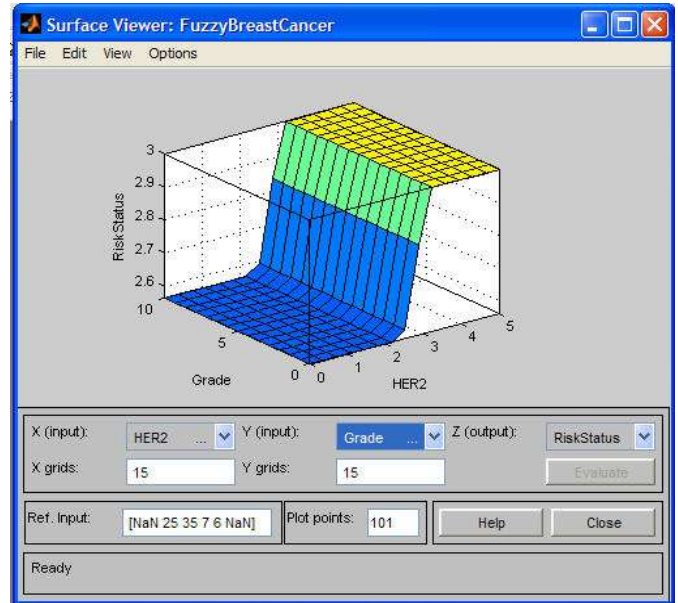 Surface Viewer: FuzzyBreastCancer
File Edit View Options
3
2.9
2.8
2.7
2.6
RiskStatus
10
5
0
Grade
0
1
2
3
4
5
HER2
X (input):
HER2 ...
Y (input):
Grade ...
Z (output):
RiskStatus
X grids:
15
Y grids:
15
Evaluate
Ref. Input:
[NaN 25 35 7 6 NaN]
Plot points:
101
Help
Close
Ready